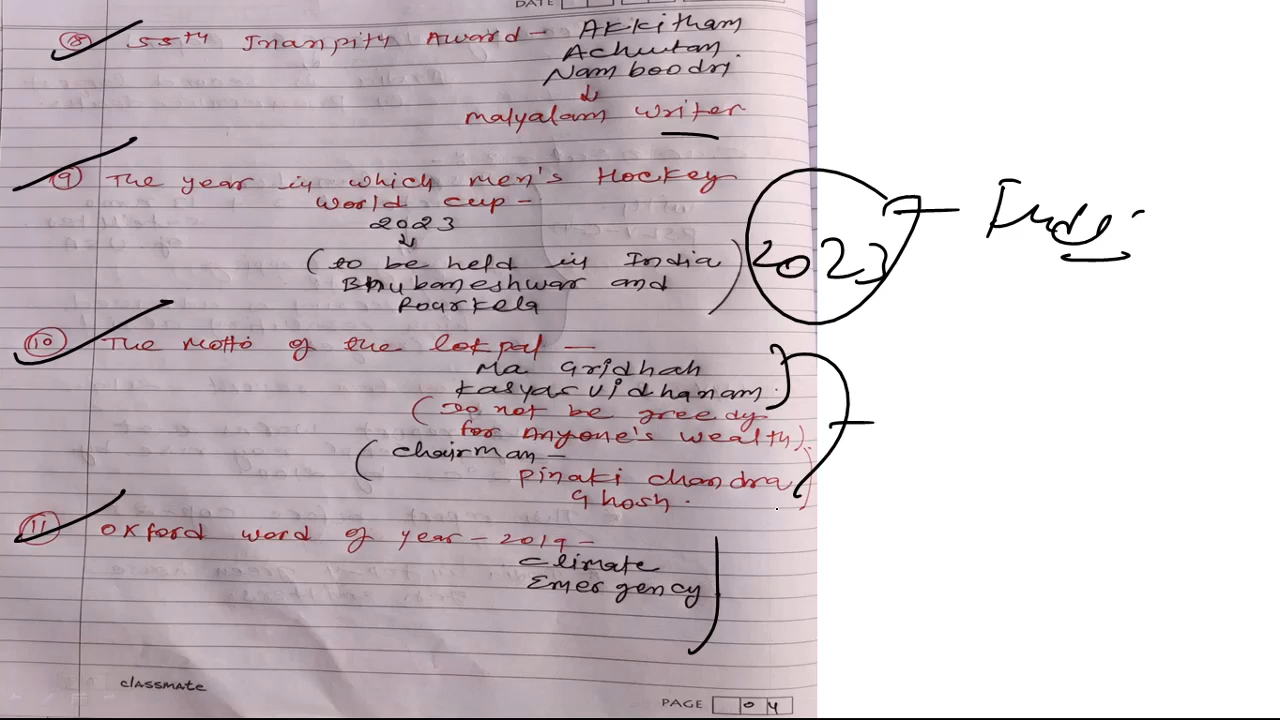 DATE
⑧ 55th Jnanpith Award - Akkitham
Achutan
Namboodri
↓
malyalam writer
⑨ The year in which men's Hockey
World cup -
2023
↓
(to be held in India
Bhubaneshwar and
Rourkela)
2023 - India
⑩ The Motto of the lokpal -
Ma Gridhah
Kasyasvidhanam.
(Do not be greedy
for Anyone's wealth).
(chairman -
Pinaki chandra
Ghosh.)
⑪ Oxford word of year - 2019 -
Climate
Emergency
classmate
PAGE 04